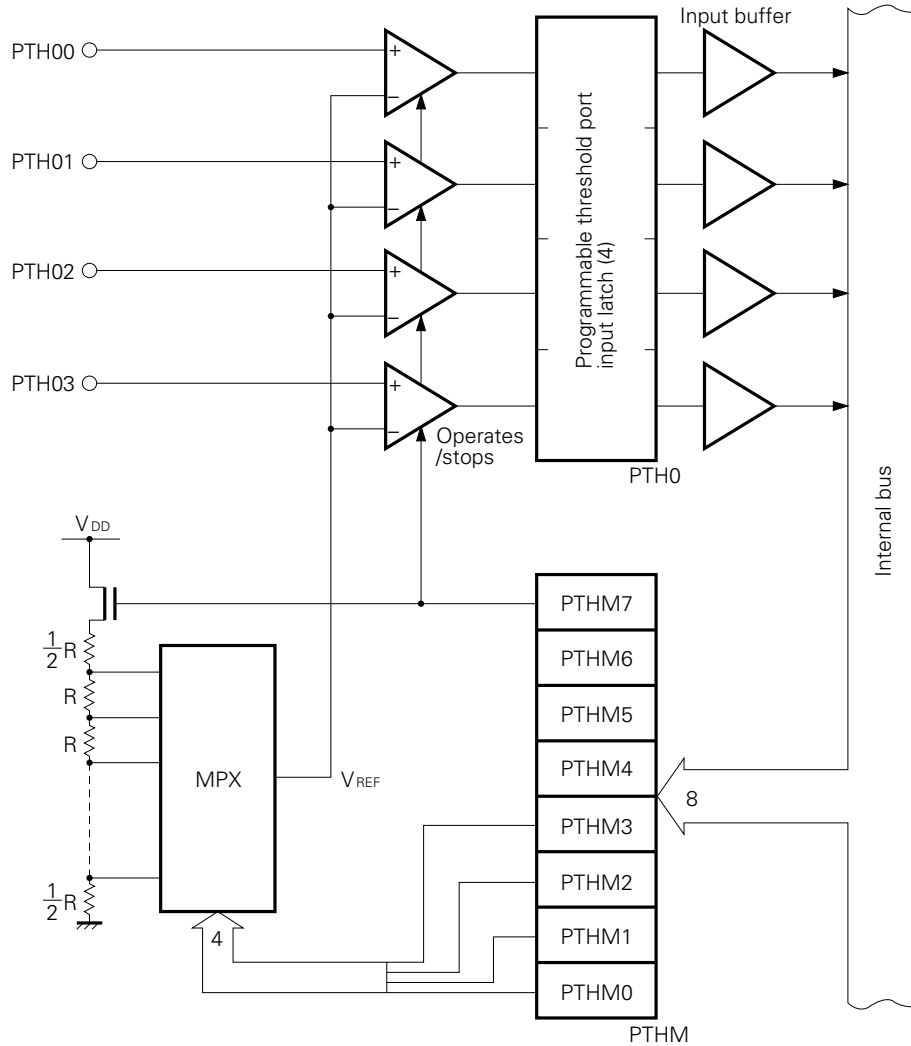 Input buffer
PTH00
+
−
PTH01
+
−
PTH02
+
−
PTH03
+
−
Programmable threshold port
input latch (4)
Operates
/stops
PTH0
Internal bus
VDD
1/2 R
R
R
1/2 R
MPX
VREF
4
PTHM7
PTHM6
PTHM5
PTHM4
PTHM3
PTHM2
PTHM1
PTHM0
8
PTHM